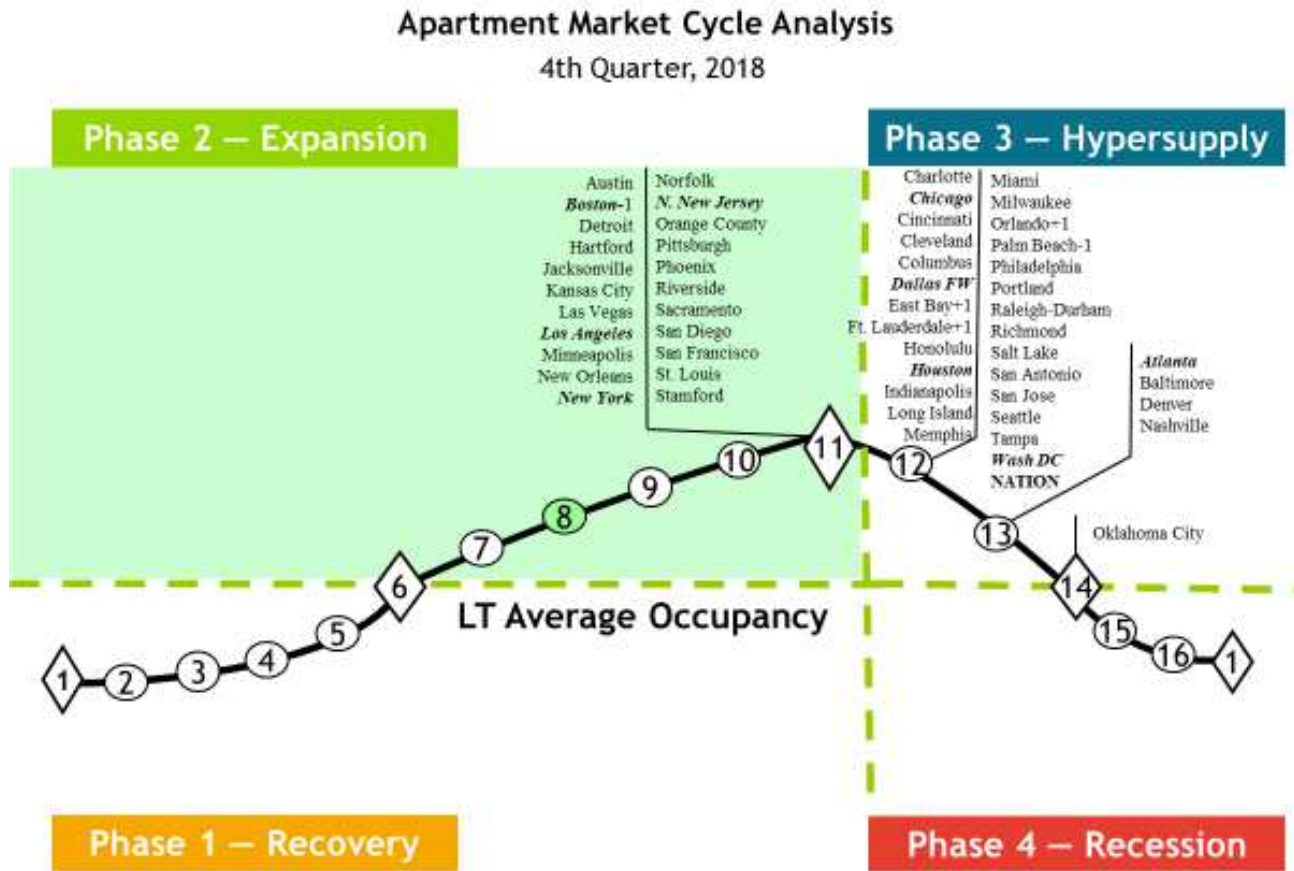 Apartment Market Cycle Analysis
4th Quarter, 2018
Phase 2 — Expansion
Phase 3 — Hypersupply
Austin
Boston-1
Detroit
Hartford
Jacksonville
Kansas City
Las Vegas
Los Angeles
Minneapolis
New Orleans
New York
Norfolk
N. New Jersey
Orange County
Pittsburgh
Phoenix
Riverside
Sacramento
San Diego
San Francisco
St. Louis
Stamford
Charlotte
Chicago
Cincinnati
Cleveland
Columbus
Dallas FW
East Bay+1
Ft. Lauderdale+1
Honolulu
Houston
Indianapolis
Long Island
Memphis
Miami
Milwaukee
Orlando+1
Palm Beach-1
Philadelphia
Portland
Raleigh-Durham
Richmond
Salt Lake
San Antonio
San Jose
Seattle
Tampa
Wash DC
NATION
Atlanta
Baltimore
Denver
Nashville
Oklahoma City
1
2
3
4
5
6
7
8
9
10
11
12
13
14
15
16
1
LT Average Occupancy
Phase 1 — Recovery
Phase 4 — Recession